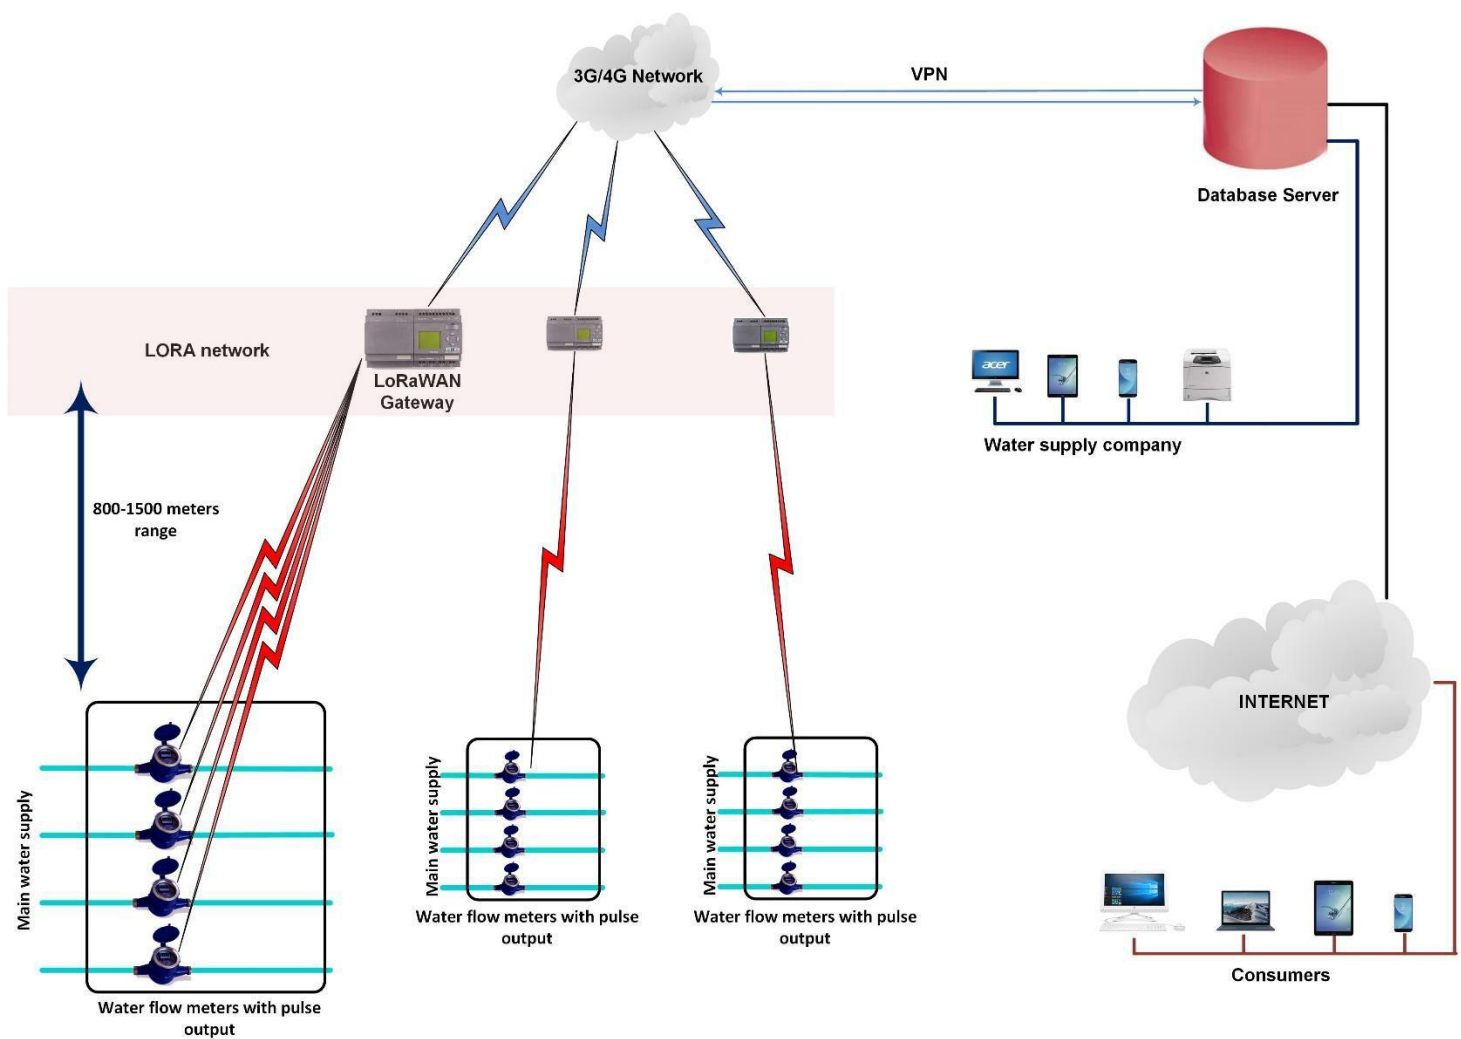 3G/4G Network
VPN
Database Server
LORA network
LoRaWAN
Gateway
acer
Water supply company
800-1500 meters
range
INTERNET
Main water supply
Main water supply
Main water supply
Water flow meters with pulse
output
Water flow meters with pulse
output
Water flow meters with pulse
output
Consumers